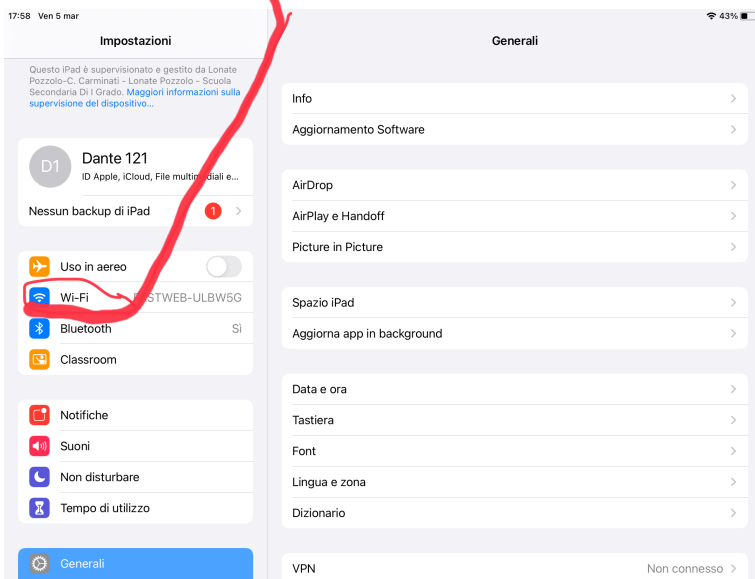 17:58 Ven 5 mar
43%
Impostazioni
Questo iPad è supervisionato e gestito da Lonate
Pozzolo-C. Carminati - Lonate Pozzolo - Scuola
Secondaria Di I Grado. Maggiori informazioni sulla
supervisione del dispositivo...
D1
Dante 121
ID Apple, iCloud, File multimediali e...
Nessun backup di iPad
1
Uso in aereo
Wi-Fi
Bluetooth
Sì
Classroom
Notifiche
Suoni
Non disturbare
Tempo di utilizzo
Generali
Generali
Info
Aggiornamento Software
AirDrop
AirPlay e Handoff
Picture in Picture
Spazio iPad
Aggiorna app in background
Data e ora
Tastiera
Font
Lingua e zona
Dizionario
VPN
Non connesso